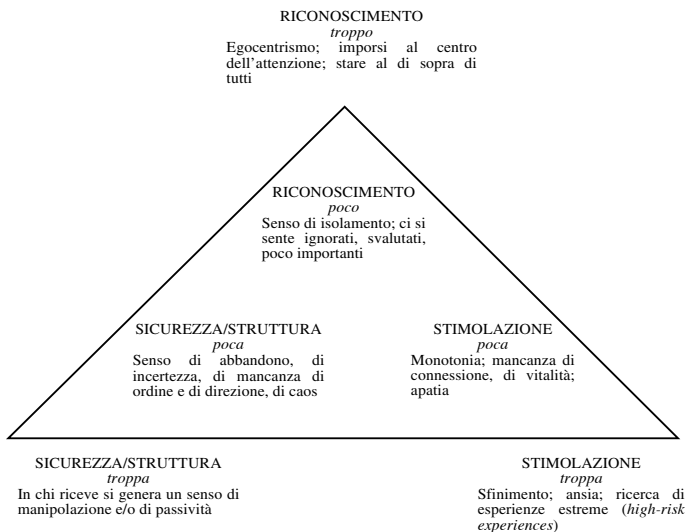 RICONOSCIMENTO
troppo
Egocentrismo; imporsi al centro
dell'attenzione; stare al di sopra di
tutti
RICONOSCIMENTO
poco
Senso di isolamento; ci si
sente ignorati, svalutati,
poco importanti
SICUREZZA/STRUTTURA
poca
Senso di abbandono, di
incertezza, di mancanza di
ordine e di direzione, di caos
STIMOLAZIONE
poca
Monotonia; mancanza di
connessione, di vitalità;
apatia
SICUREZZA/STRUTTURA
troppa
In chi riceve si genera un senso di
manipolazione e/o di passività
STIMOLAZIONE
troppa
Sfinimento; ansia; ricerca di
esperienze estreme (high-risk
experiences)